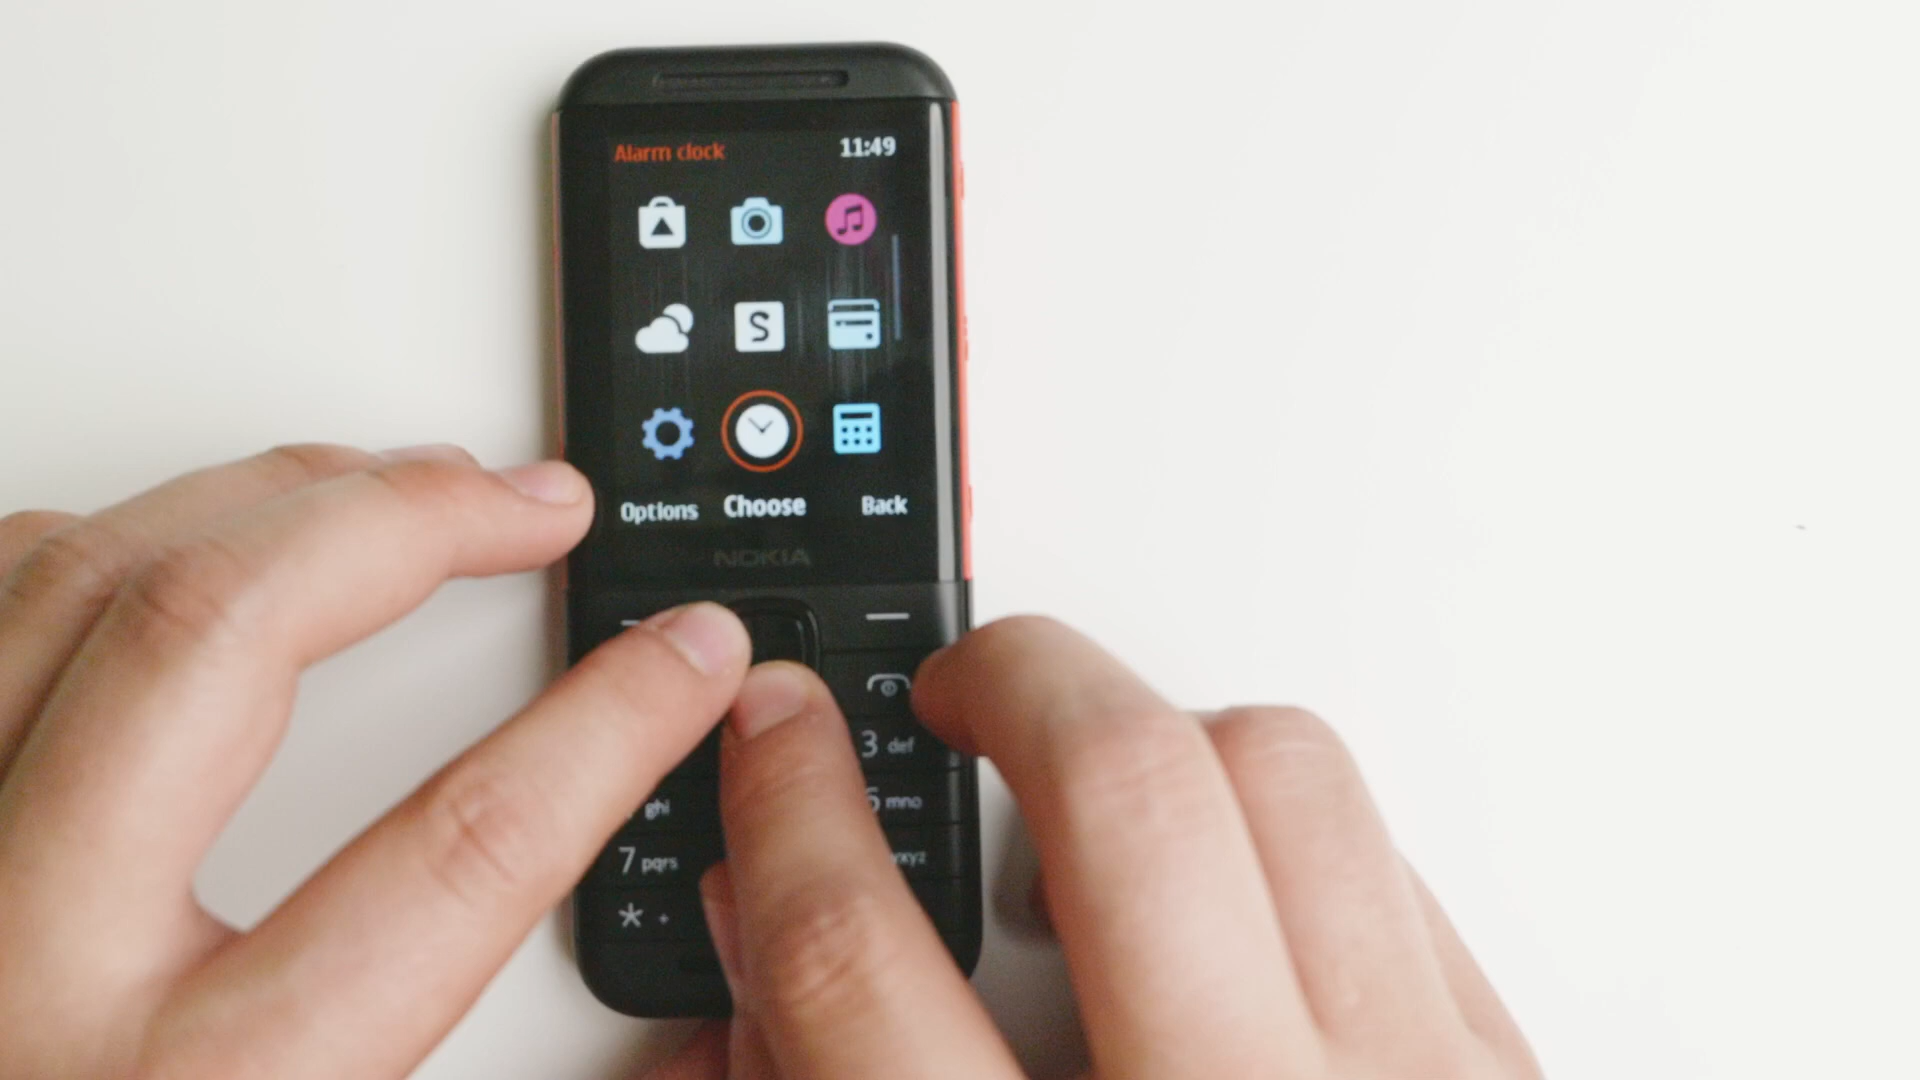 Alarm clock 11:49
S
Options Choose Back
NOKIA
3 def
ghi 6 mno
7 pqrs
* +